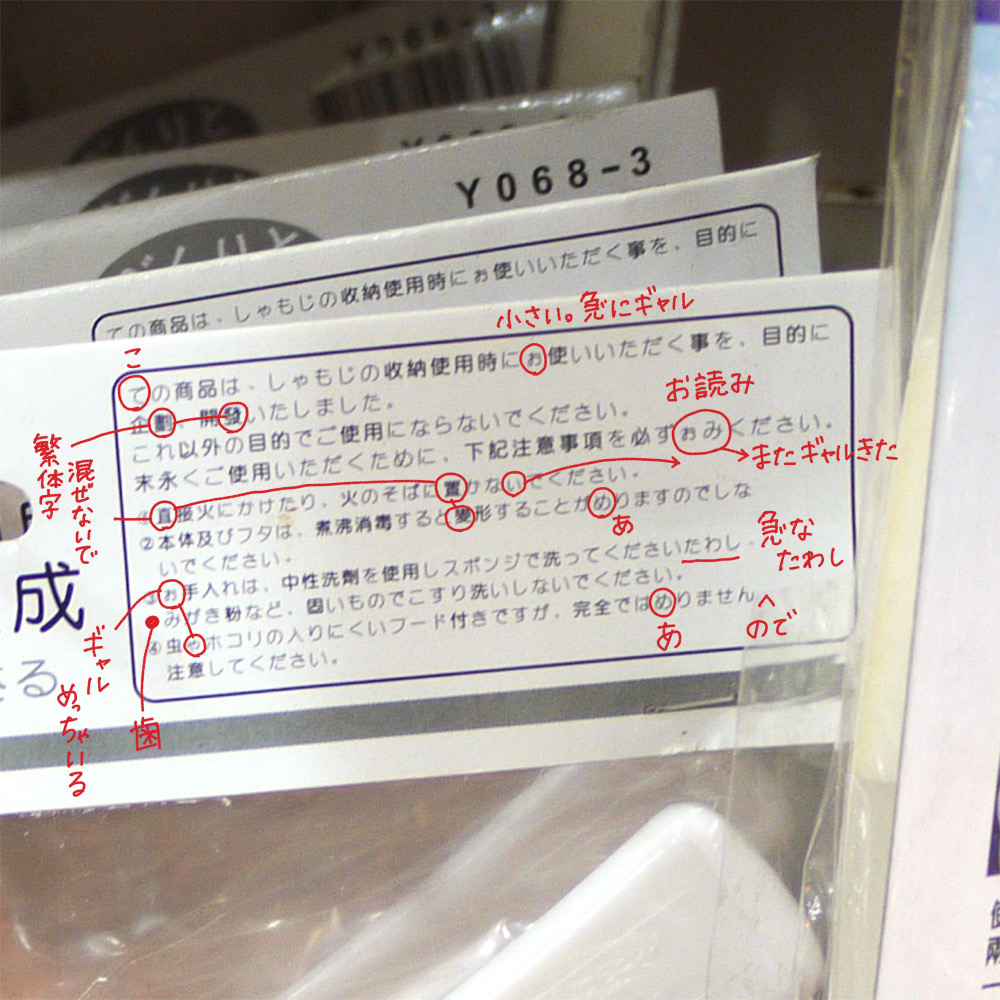 Y068-3
Y068-3
ての商品は、しゃもじの収納使用時にぉ使いいただく事を、目的に
小さい。急にギャル
こ
ての商品は、しゃもじの収納使用時にぉ使いいただく事を、目的に
企劃、開發いたしました。
お読み
これ以外の目的でご使用にならないでください。
末永くご使用いただくために、下記注意事項を必ずぉみください。
またギャルきた
繁体字
混ぜないで
①直接火にかけたり、火のそばに置かなぃでください。
②本体及びフタは、煮沸消毒すると變形することがめりますのでしな
あ
いでください。
急な
たわし
③ぉ手入れは、中性洗劑を使用しスポンジで洗ってくださいたわし、
みがき粉など、固いものでこすり洗いしないでください。
④虫ゃホコリの入りにくいフード付きですが、完全ではめりません。
あ
ので
注意してください。
ギャル
めっちゃいる
歯
成
る